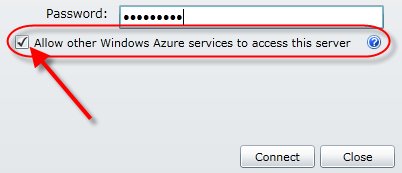 Password: •••••••••
Allow other Windows Azure services to access this server ?
Connect Close